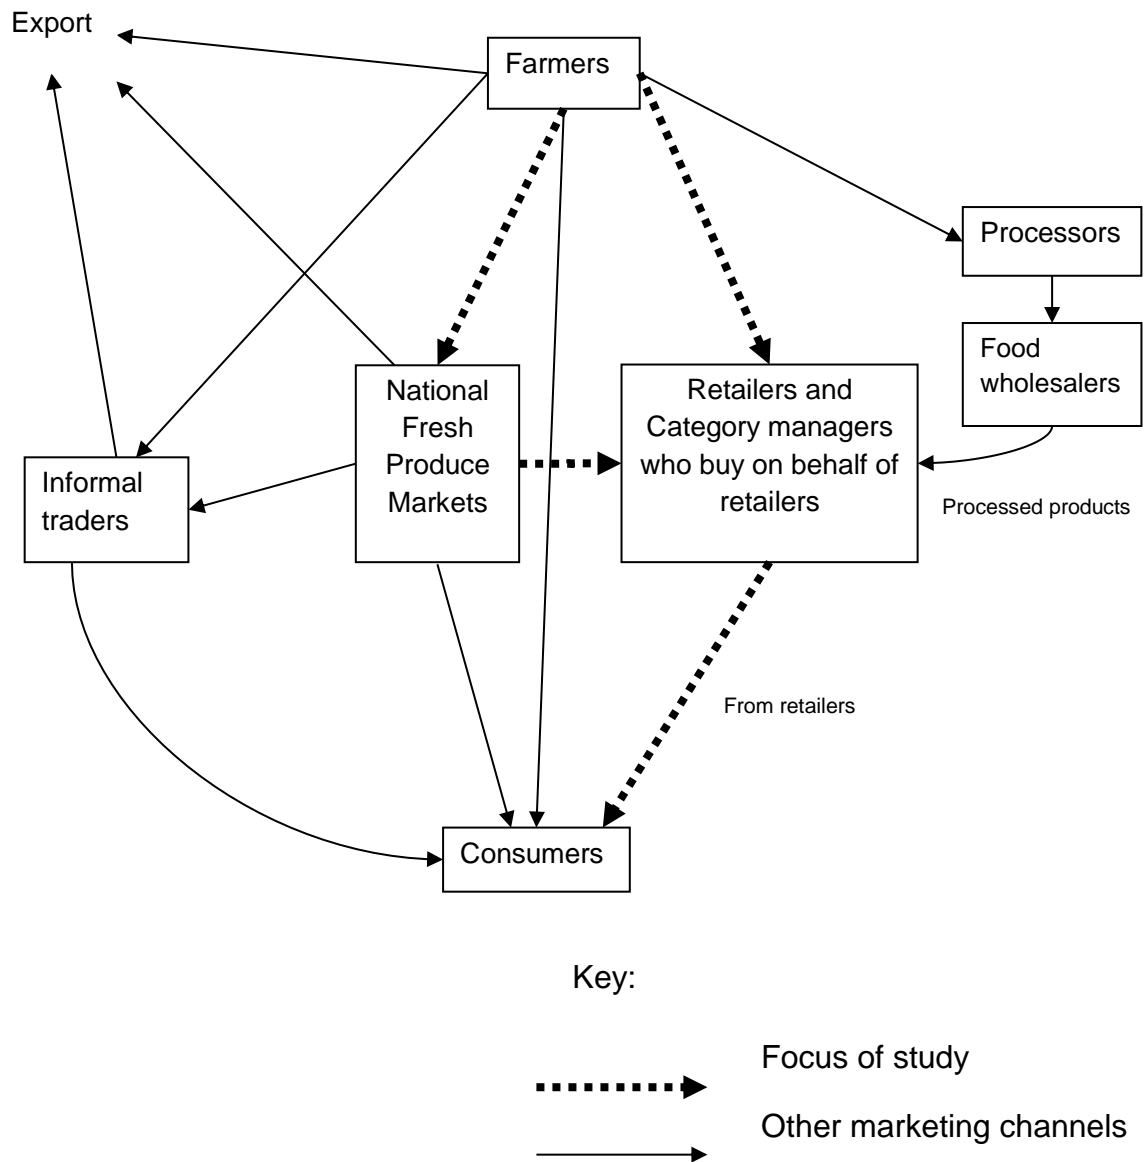 Export
Farmers
Processors
Food
wholesalers
National
Fresh
Produce
Markets
Retailers and
Category managers
who buy on behalf of
retailers
Informal
traders
Processed products
From retailers
Consumers
Key:
Focus of study
Other marketing channels